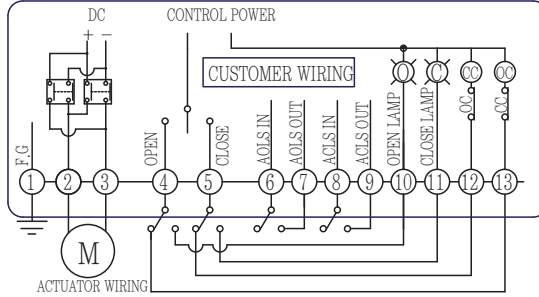 DC
+ −
CONTROL POWER
CUSTOMER WIRING
O
C
CC
OC
OC
CC
F.G
OPEN
CLOSE
AOLS IN
AOLS OUT
ACLS IN
ACLS OUT
OPEN LAMP
CLOSE LAMP
1 2 3 4 5 6 7 8 9 10 11 12 13
M
ACTUATOR WIRING